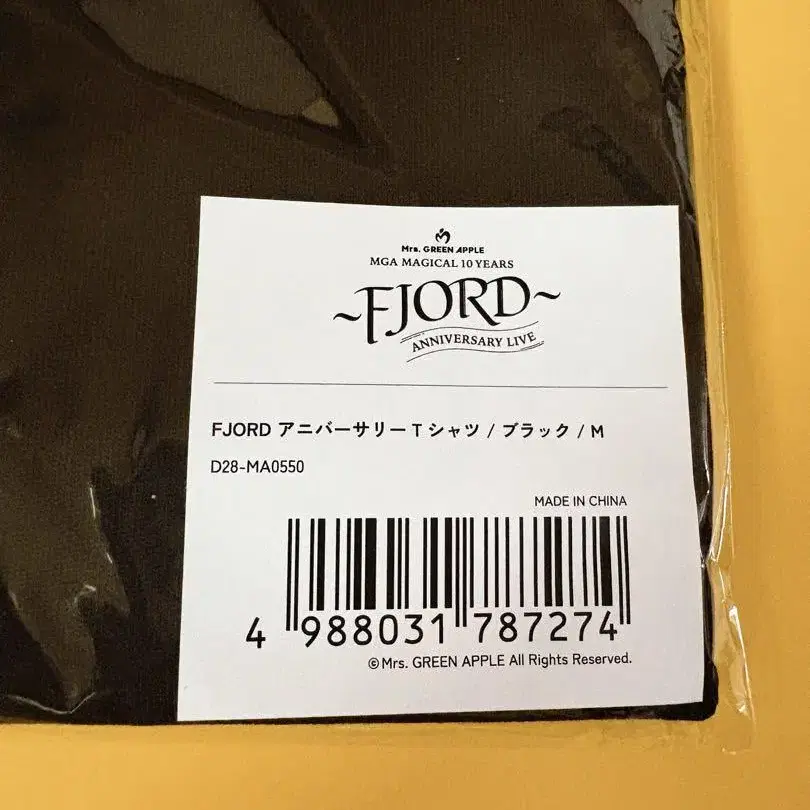 Mrs. GREEN APPLE
MGA MAGICAL 10 YEARS
~FJORD~
ANNIVERSARY LIVE
FJORD アニバーサリーTシャツ / ブラック / M
D28-MA0550
MADE IN CHINA
4 988031 787274
©Mrs. GREEN APPLE All Rights Reserved.